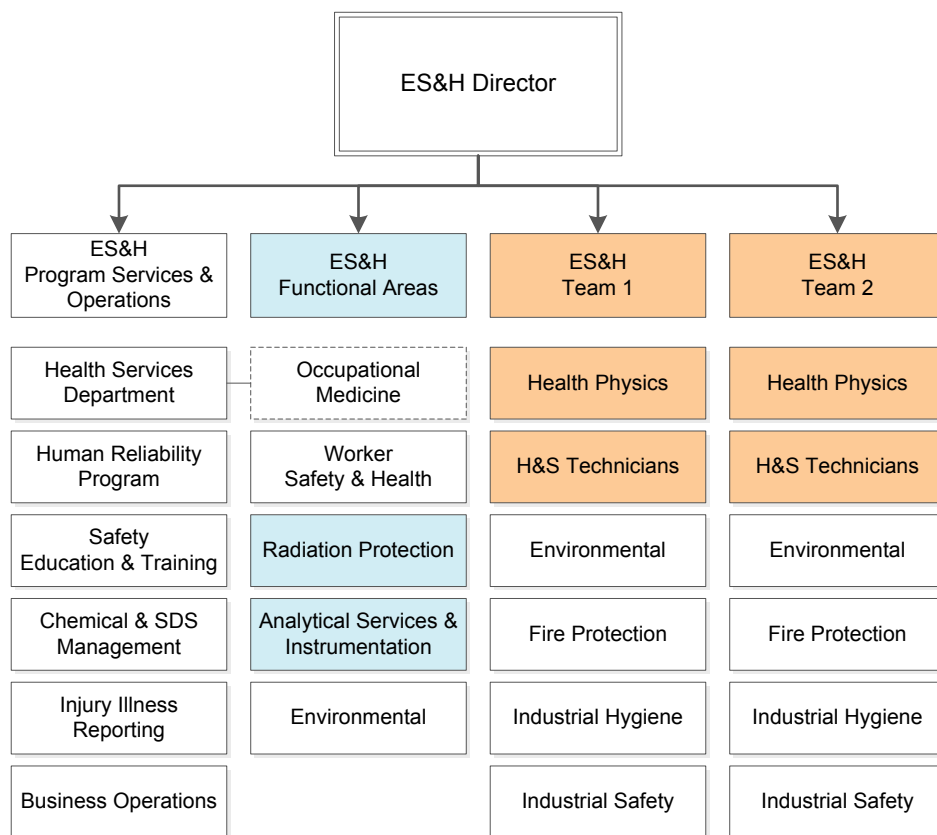 ES&H Director
ES&H
Program Services &
Operations
ES&H
Functional Areas
ES&H
Team 1
ES&H
Team 2
Health Services
Department
Occupational
Medicine
Health Physics
Health Physics
Human Reliability
Program
Worker
Safety & Health
H&S Technicians
H&S Technicians
Safety
Education & Training
Radiation Protection
Environmental
Environmental
Chemical & SDS
Management
Analytical Services &
Instrumentation
Fire Protection
Fire Protection
Injury Illness
Reporting
Environmental
Industrial Hygiene
Industrial Hygiene
Business Operations
Industrial Safety
Industrial Safety